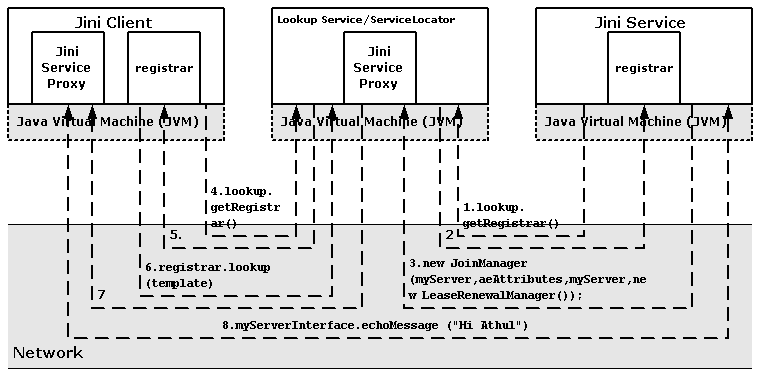 Jini Client
Lookup Service/ServiceLocator
Jini Service
Jini
Service
Proxy
registrar
Jini
Service
Proxy
registrar
Java Virtual Machine (JVM)
Java Virtual Machine (JVM)
Java Virtual Machine (JVM)
4.lookup.
getRegistr
ar()
1.lookup.
getRegistrar()
5.
2
6.registrar.lookup
(template)
3.new JoinManager
(myServer,aeAttributes,myServer,ne
w LeaseRenewalManager());
7
8.myServerInterface.echoMessage ("Hi Athul")
Network